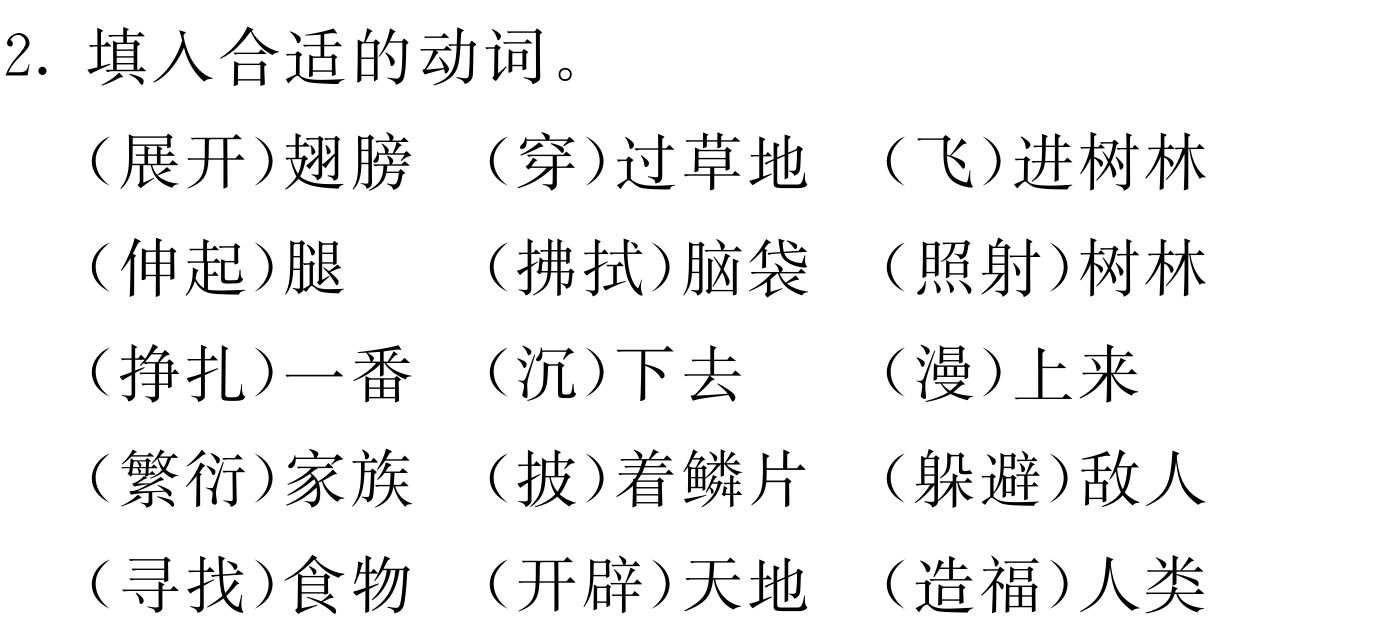 2. 填入合适的动词。
（展开）翅膀 （穿）过草地 （飞）进树林
（伸起）腿 （拂拭）脑袋 （照射）树林
（挣扎）一番 （沉）下去 （漫）上来
（繁衍）家族 （披）着鳞片 （躲避）敌人
（寻找）食物 （开辟）天地 （造福）人类